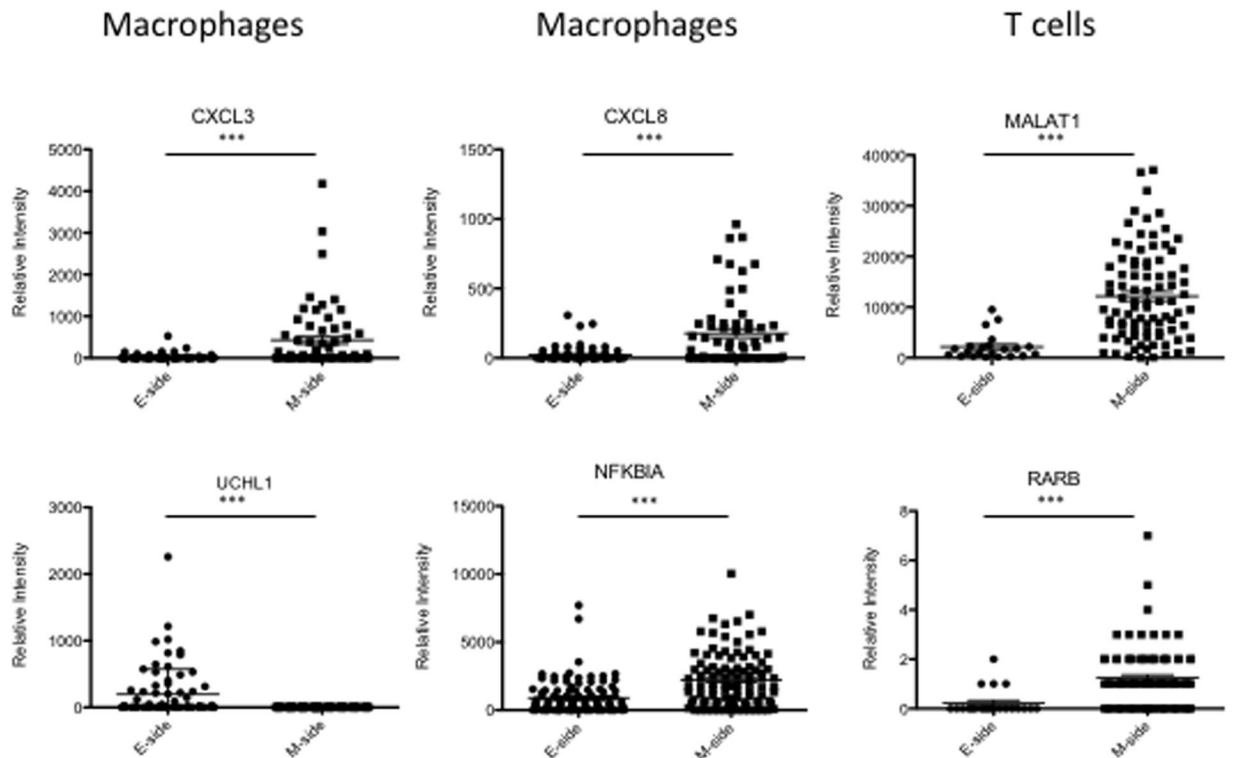 Macrophages
Macrophages
T cells
CXCL3
***
Relative Intensity
5000
4000
3000
2000
1000
0
E-side
M-side
CXCL8
***
Relative Intensity
1500
1000
500
0
E-side
M-side
MALAT1
***
Relative Intensity
40000
30000
20000
10000
0
E-side
M-side
UCHL1
***
Relative Intensity
3000
2000
1000
0
E-side
M-side
NFKBIA
***
Relative Intensity
15000
10000
5000
0
E-side
M-side
RARB
***
Relative Intensity
8
6
4
2
0
E-side
M-side